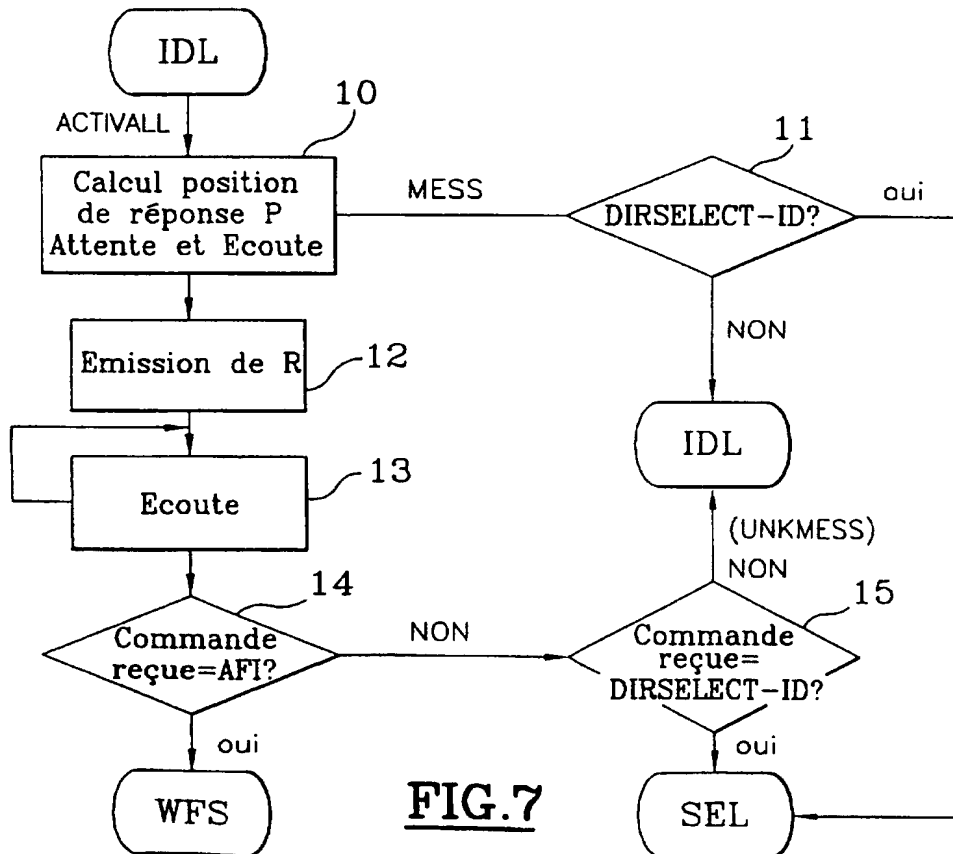 IDL
ACTIVALL
10
Calcul position
de réponse P
Attente et Ecoute
MESS
11
DIRSELECT-ID?
oui
NON
Emission de R
12
IDL
Ecoute
13
(UNKMESS)
NON
14
Commande
reçue=AFI?
NON
15
Commande
reçue=
DIRSELECT-ID?
oui
oui
WFS
FIG.7
SEL